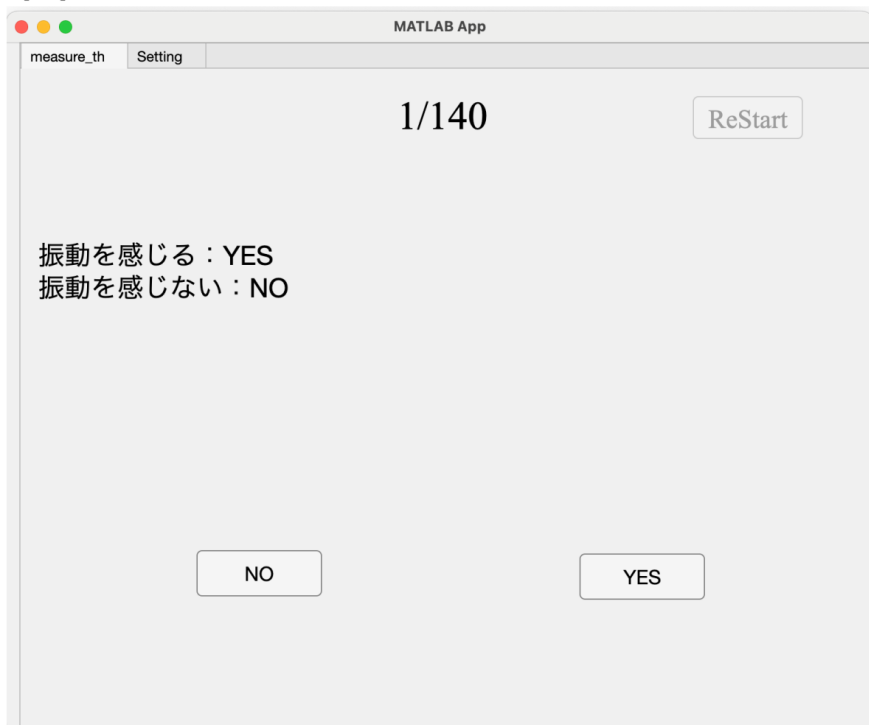 MATLAB App
measure_th
Setting
1/140
ReStart
振動を感じる：YES
振動を感じない：NO
NO
YES